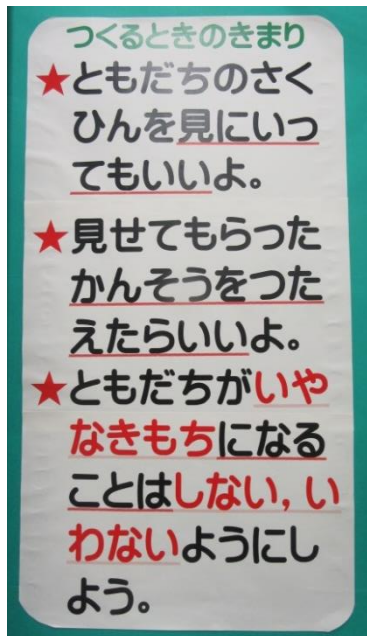 つくるときのきまり
★ともだちのさく
ひんを見にいっ
てもいいよ。
★見せてもらった
かんそうをつた
えたらいいよ。
★ともだちがいや
なきもちになる
ことはしない，い
わないようにし
よう。